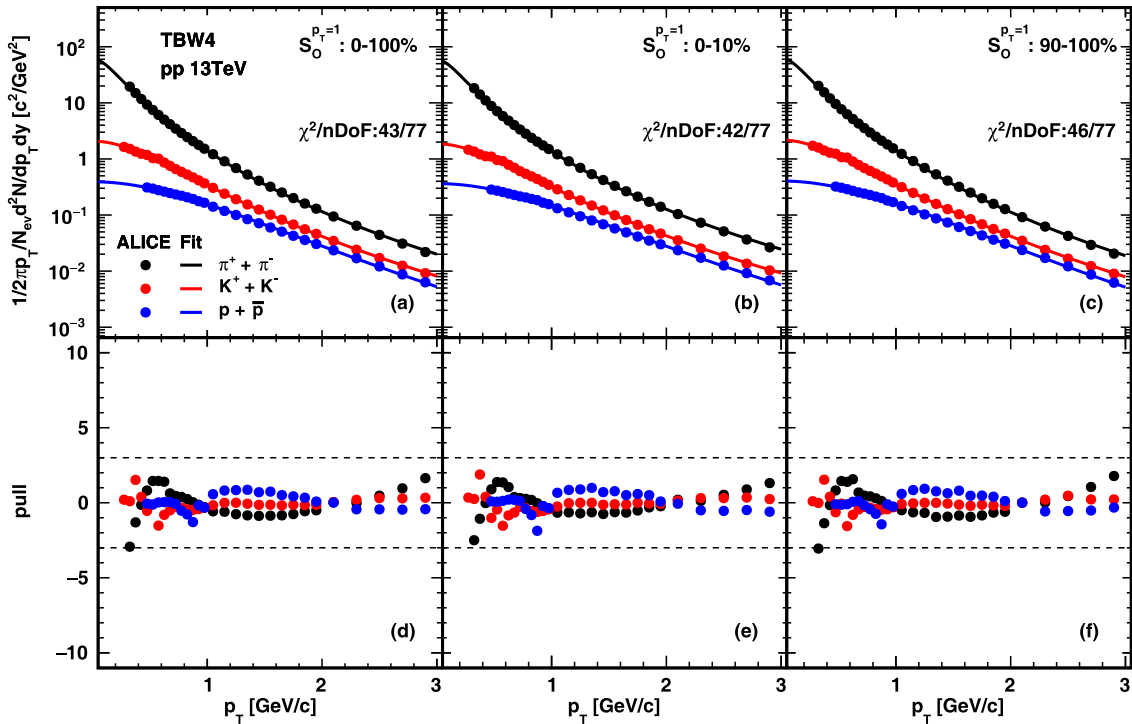 1/2πp_T/N_ev d²N/dp_T dy [c²/GeV²]
10²
10
1
10⁻¹
10⁻²
10⁻³
TBW4
pp 13TeV
S_O^{p_T=1} : 0-100%
χ²/nDoF:43/77
ALICE Fit
π⁺ + π⁻
K⁺ + K⁻
p + p̅
(a)
S_O^{p_T=1} : 0-10%
χ²/nDoF:42/77
(b)
S_O^{p_T=1} : 90-100%
χ²/nDoF:46/77
(c)
pull
10
5
0
−5
−10
(d)
(e)
(f)
1 2 3
1 2 3
1 2 3
p_T [GeV/c]
p_T [GeV/c]
p_T [GeV/c]